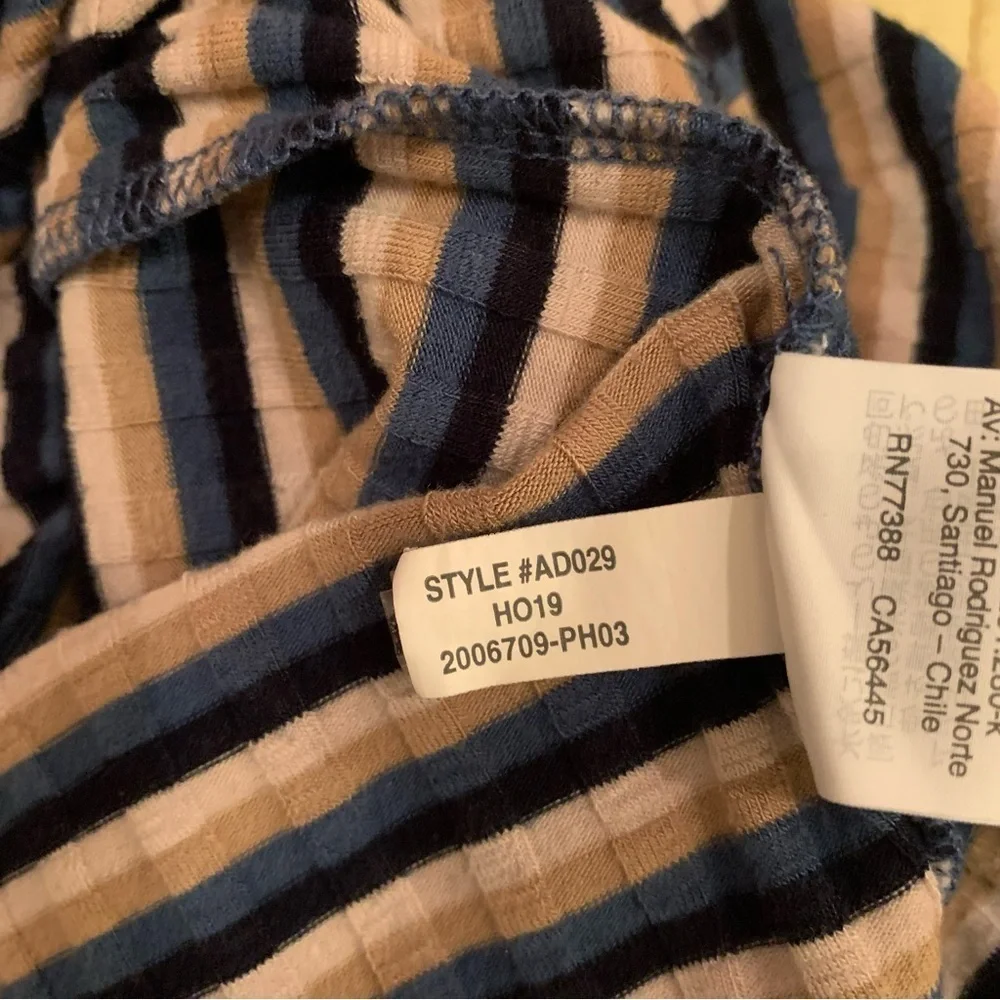 STYLE #AD029
HO19
2006709-PH03
AV. Manuel Rodriguez Norte
730, Santiago – Chile
RN77388 CA56445